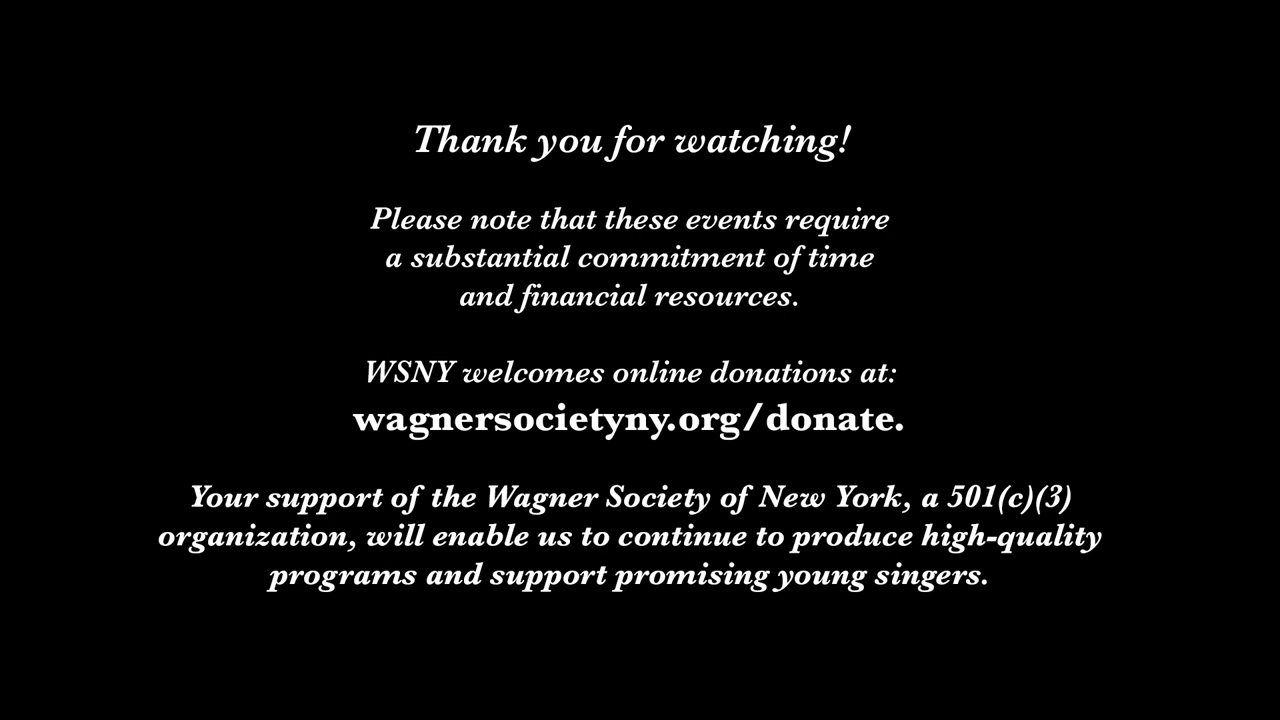 Thank you for watching!
Please note that these events require
a substantial commitment of time
and financial resources.
WSNY welcomes online donations at:
wagnersocietyny.org/donate.
Your support of the Wagner Society of New York, a 501(c)(3)
organization, will enable us to continue to produce high-quality
programs and support promising young singers.